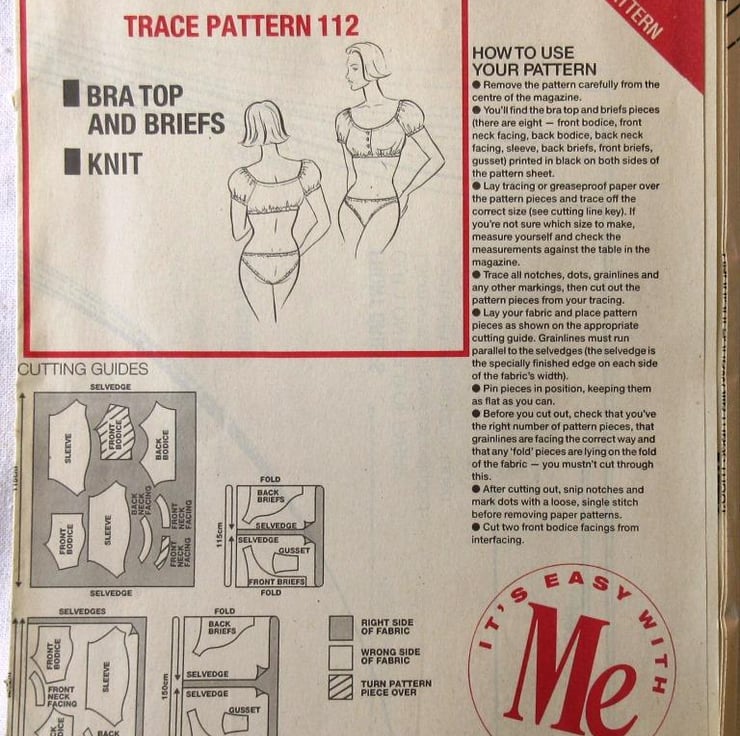 TRACE PATTERN 112
BRA TOP
AND BRIEFS
KNIT
TTERN
HOW TO USE
YOUR PATTERN
● Remove the pattern carefully from the
centre of the magazine.
● You'll find the bra top and briefs pieces
(there are eight — front bodice, front
neck facing, back bodice, back neck
facing, sleeve, back briefs, front briefs,
gusset) printed in black on both sides of
the pattern sheet.
● Lay tracing or greaseproof paper over
the pattern pieces and trace off the
correct size (see cutting line key). If
you're not sure which size to make,
measure yourself and check the
measurements against the table in the
magazine.
● Trace all notches, dots, grainlines and
any other markings, then cut out the
pattern pieces from your tracing.
● Lay your fabric and place pattern
pieces as shown on the appropriate
cutting guide. Grainlines must run
parallel to the selvedges (the selvedge is
the specially finished edge on each side
of the fabric's width).
● Pin pieces in position, keeping them
as flat as you can.
● Before you cut out, check that you've
the right number of pattern pieces, that
grainlines are facing the correct way and
that any 'fold' pieces are lying on the fold
of the fabric — you mustn't cut through
this.
● After cutting out, snip notches and
mark dots with a loose, single stitch
before removing paper patterns.
● Cut two front bodice facings from
interfacing.
CUTTING GUIDES
SELVEDGE
SLEEVE
FRONT
BODICE
BACK
BODICE
FRONT
BODICE
SLEEVE
BACK
NECK
FACING
FRONT
NECK
FACING
FRONT
NECK
FACING
SELVEDGE
FOLD
BACK
BRIEFS
SELVEDGE
115cm
SELVEDGE
GUSSET
FRONT BRIEFS
FOLD
SELVEDGES
FRONT
BODICE
SLEEVE
FRONT
NECK
FACING
BACK
FOLD
BACK
BRIEFS
SELVEDGE
150cm
SELVEDGE
GUSSET
RIGHT SIDE
OF FABRIC
WRONG SIDE
OF FABRIC
TURN PATTERN
PIECE OVER
IT'S EASY WITH
Me